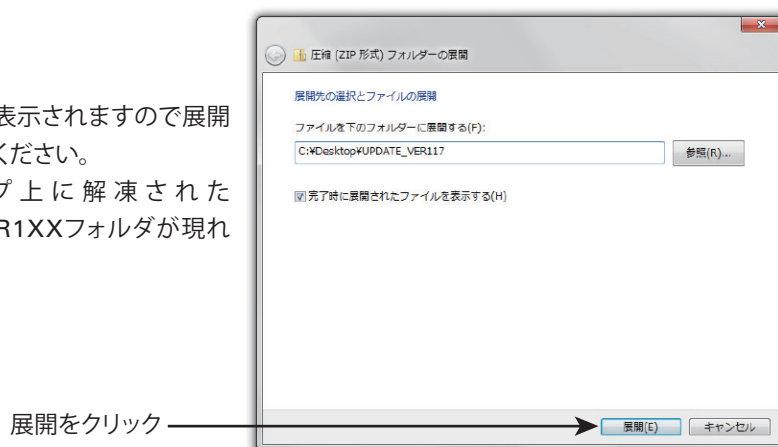 表示されますので展開
ください。
プ上に解凍された
R1XXフォルダが現れ
展開をクリック
圧縮 (ZIP 形式) フォルダーの展開
展開先の選択とファイルの展開
ファイルを下のフォルダーに展開する(F):
C:¥Desktop¥UPDATE_VER117
参照(R)...
完了時に展開されたファイルを表示する(H)
展開(E)
キャンセル